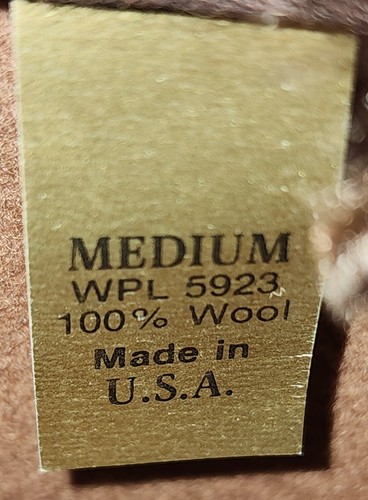 MEDIUM
WPL 5923
100% Wool
Made in
U.S.A.